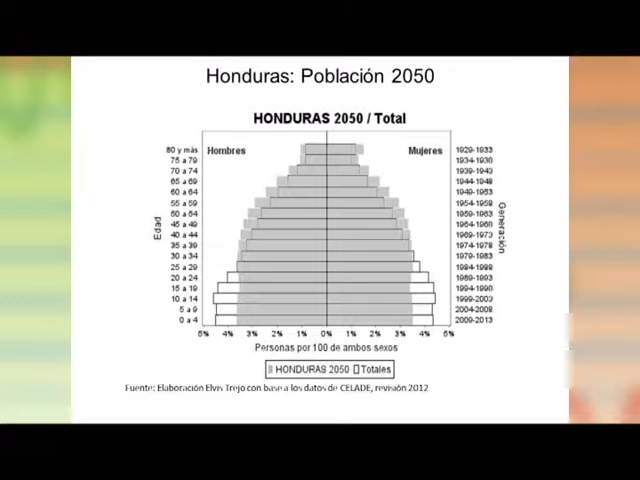 Honduras: Población 2050
HONDURAS 2050 / Total
Hombres
Mujeres
Edad
80 y más
75 a 79
70 a 74
65 a 69
60 a 64
55 a 59
50 a 54
45 a 49
40 a 44
35 a 39
30 a 34
25 a 29
20 a 24
15 a 19
10 a 14
5 a 9
0 a 4
1929-1933
1934-1938
1939-1943
1944-1948
1949-1953
1954-1958
1959-1963
1964-1968
1969-1973
1974-1978
1979-1983
1984-1988
1989-1993
1994-1998
1999-2003
2004-2008
2009-2013
Generación
4% 3% 2% 1% 0% 1% 2% 3% 4%
Personas por 100 de ambos sexos
HONDURAS 2050 Totales
Fuente: Elaboración Elvis Trejo con base a los datos de CELADE, revisión 2012